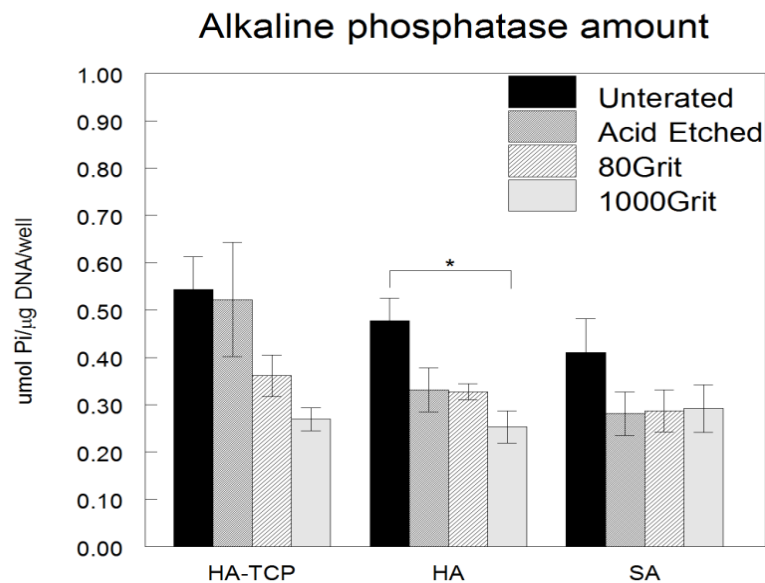 Alkaline phosphatase amount
1.00
0.90
0.80
0.70
0.60
0.50
0.40
0.30
0.20
0.10
0.00
umol Pi/µg DNA/well
Unterated
Acid Etched
80Grit
1000Grit
*
HA-TCP HA SA